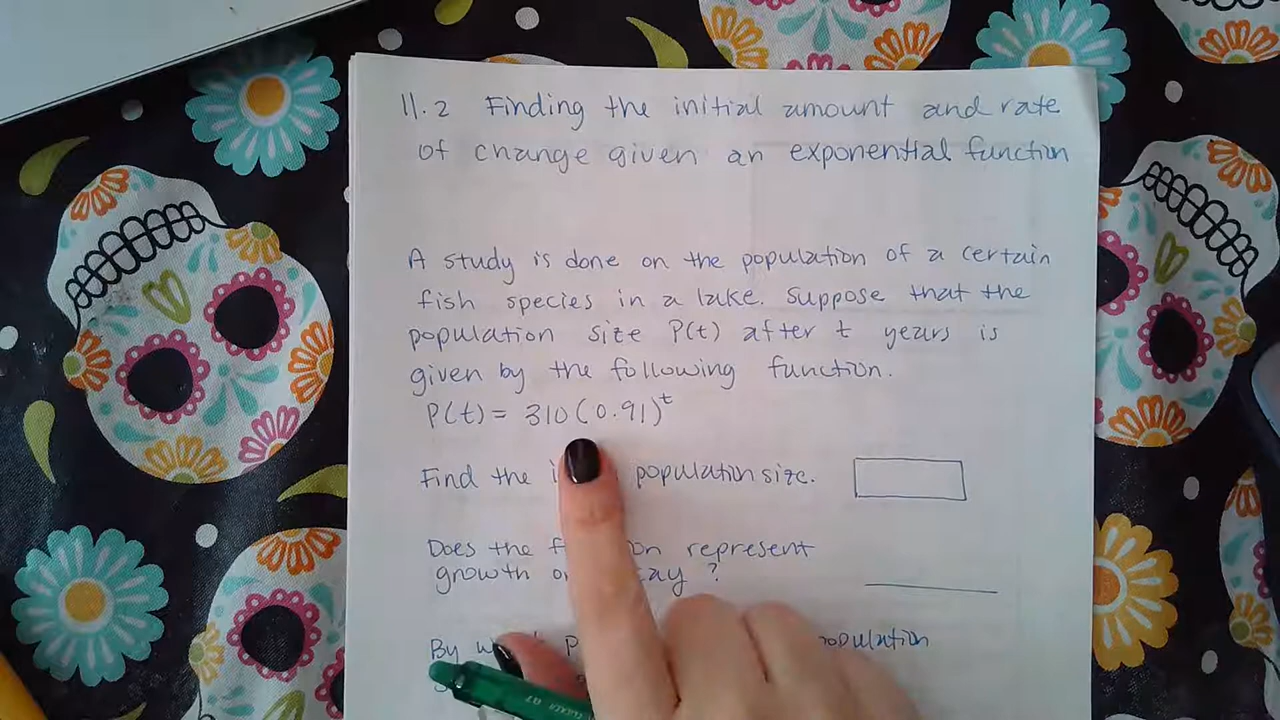 11.2 Finding the initial amount and rate
of change given an exponential function
A study is done on the population of a certain
fish species in a lake. Suppose that the
population size P(t) after t years is
given by the following function.
P(t) = 310(0.91)^t
Find the population size.
Does the represent
growth
By population